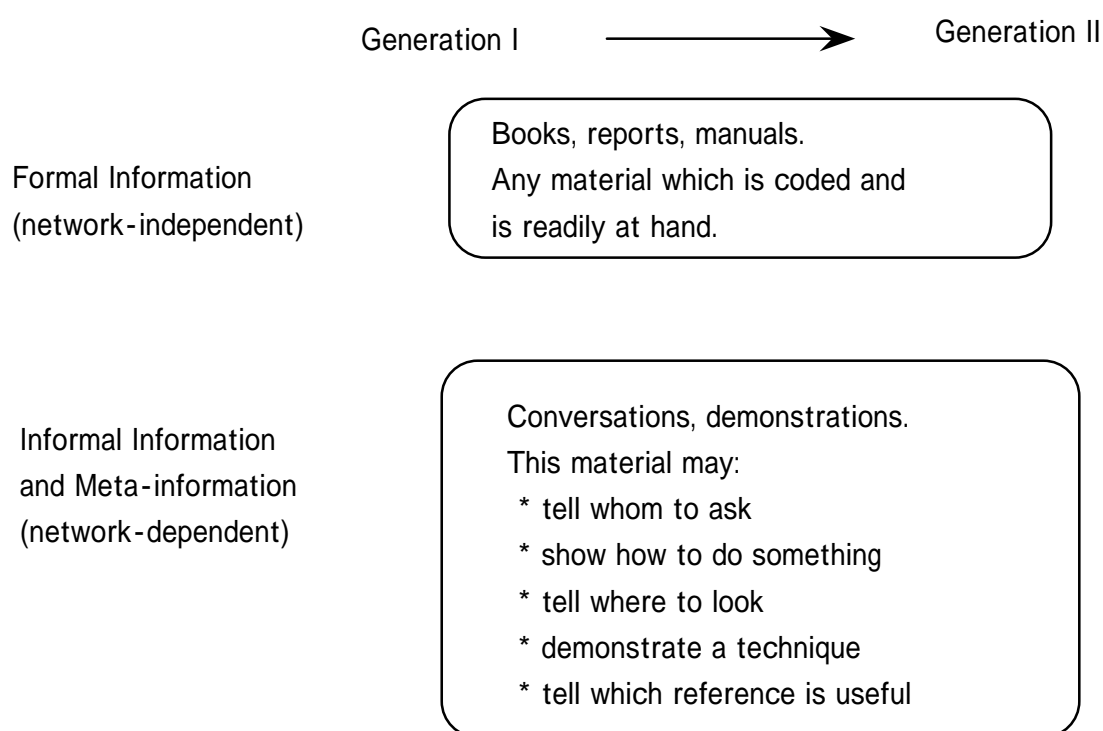 Generation I
Generation II
Formal Information
(network-independent)
Books, reports, manuals.
Any material which is coded and
is readily at hand.
Informal Information
and Meta-information
(network-dependent)
Conversations, demonstrations.
This material may:
* tell whom to ask
* show how to do something
* tell where to look
* demonstrate a technique
* tell which reference is useful